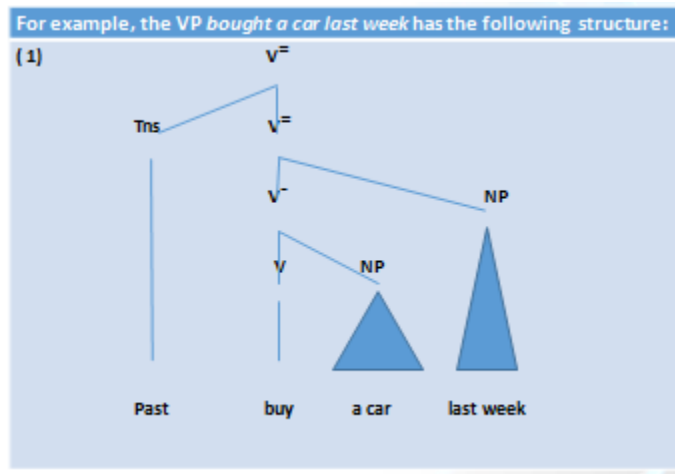 For example, the VP bought a car last week has the following structure:
( 1)
V=
Tns V=
V- NP
V NP
Past buy a car last week